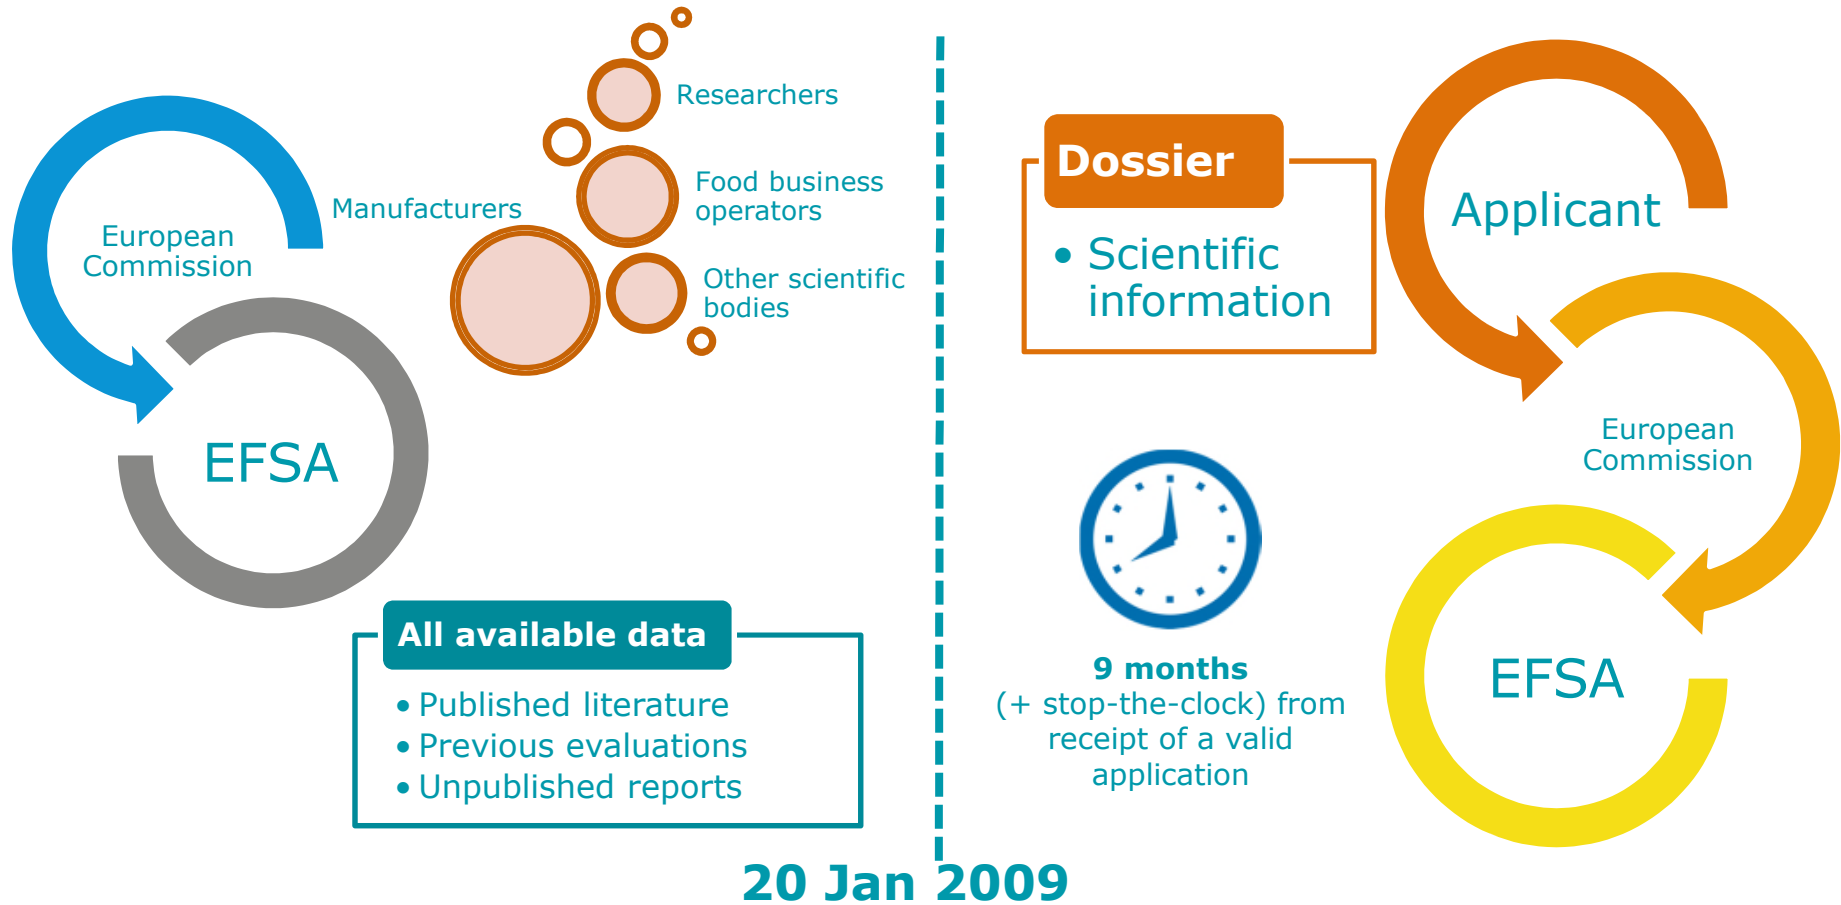 European
Commission
EFSA
Manufacturers
Researchers
Food business
operators
Other scientific
bodies
All available data
• Published literature
• Previous evaluations
• Unpublished reports
20 Jan 2009
Dossier
• Scientific
information
9 months
(+ stop-the-clock) from
receipt of a valid
application
Applicant
European
Commission
EFSA